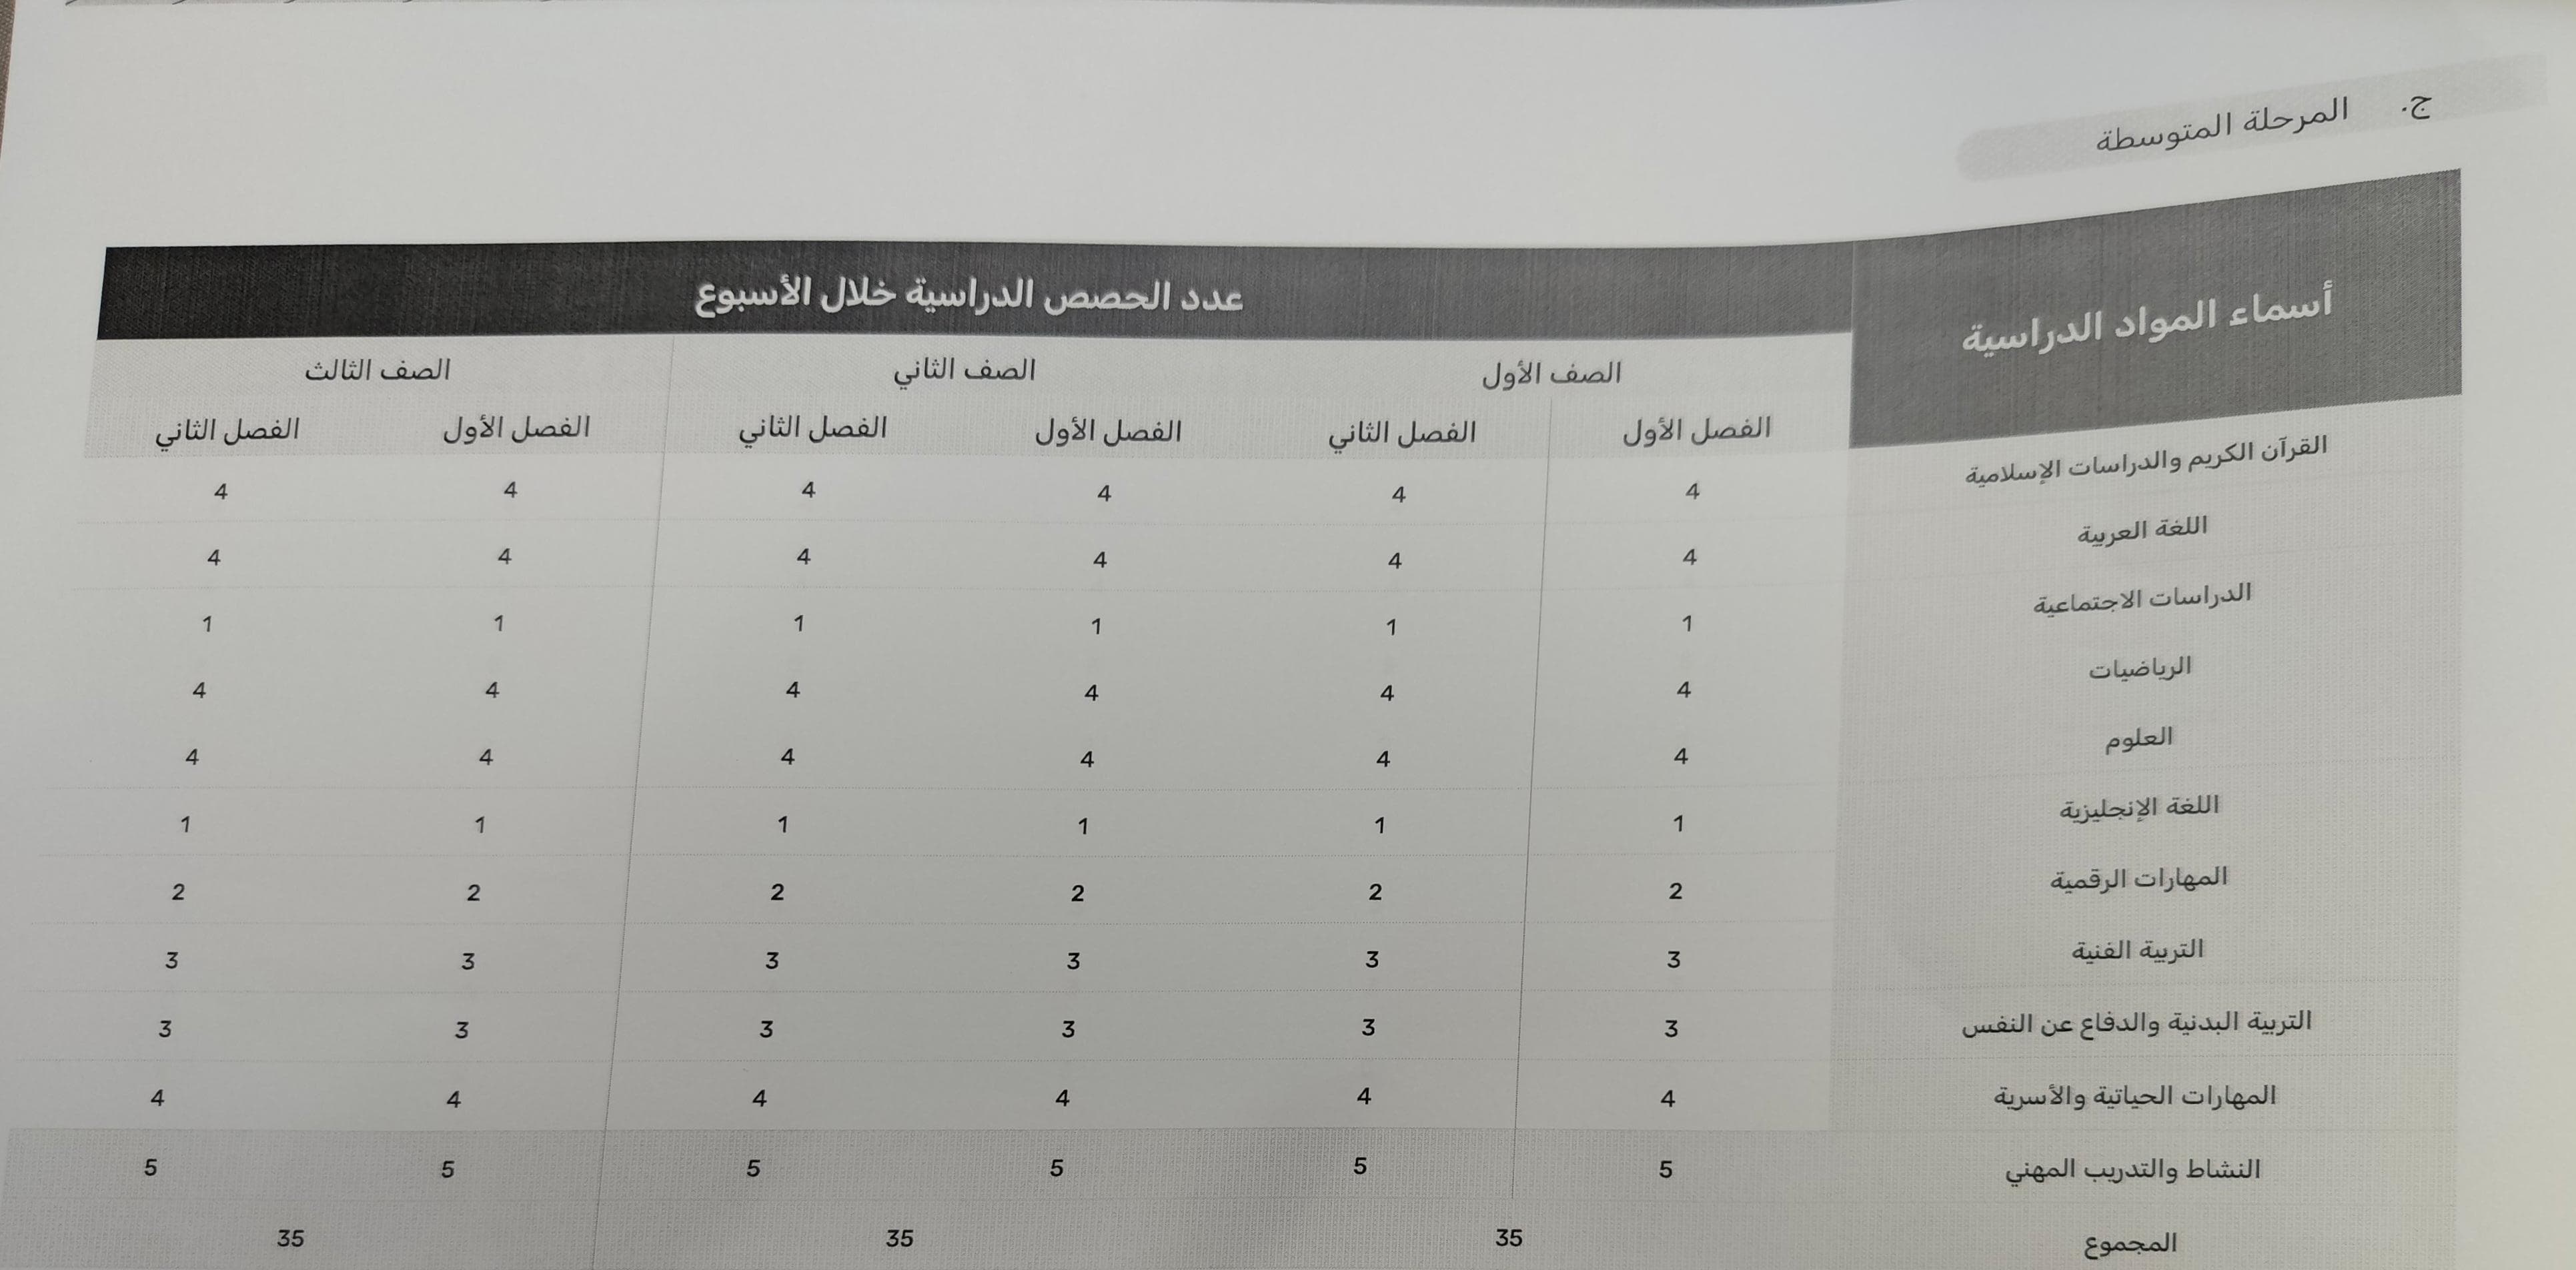 ج. المرحلة المتوسطة
أسماء المواد الدراسية عدد الحصص الدراسية خلال الأسبوع
الصف الأول الصف الثاني الصف الثالث
الفصل الأول الفصل الثاني الفصل الأول الفصل الثاني الفصل الأول الفصل الثاني
القرآن الكريم والدراسات الإسلامية 4 4 4 4 4 4
اللغة العربية 4 4 4 4 4 4
الدراسات الاجتماعية 1 1 1 1 1 1
الرياضيات 4 4 4 4 4 4
العلوم 4 4 4 4 4 4
اللغة الإنجليزية 1 1 1 1 1 1
المهارات الرقمية 2 2 2 2 2 2
التربية الفنية 3 3 3 3 3 3
التربية البدنية والدفاع عن النفس 3 3 3 3 3 3
المهارات الحياتية والأسرية 4 4 4 4 4 4
النشاط والتدريب المهني 5 5 5 5 5 5
المجموع 35 35 35